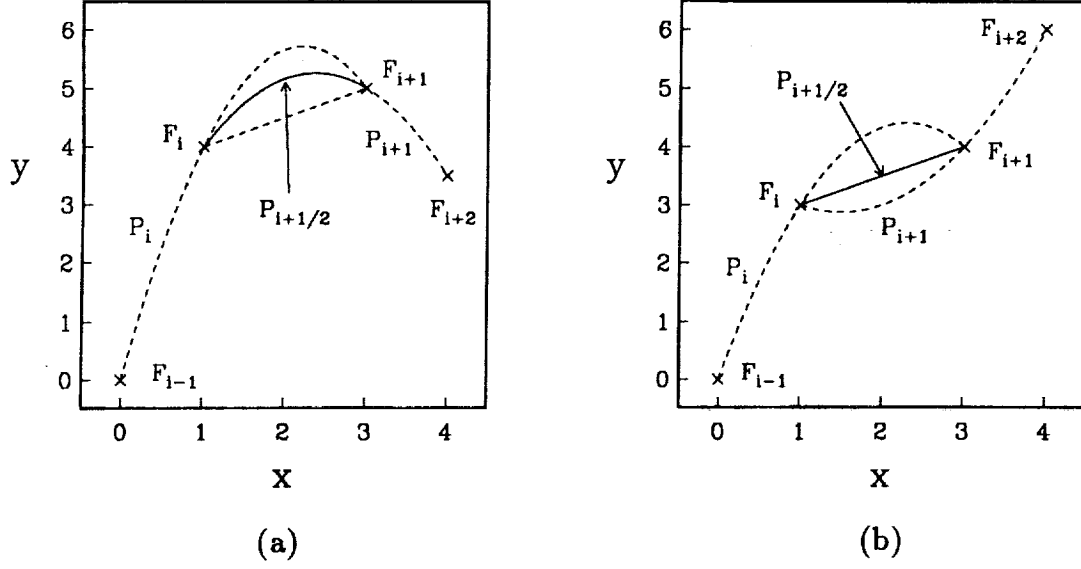 6
5
4
3
2
1
0
y
F_{i+1}
F_i
P_{i+1}
P_{i+1/2}
F_{i+2}
P_i
F_{i-1}
0 1 2 3 4
x
(a)
6
5
4
3
2
1
0
y
F_{i+2}
P_{i+1/2}
F_{i+1}
F_i
P_{i+1}
P_i
F_{i-1}
0 1 2 3 4
x
(b)